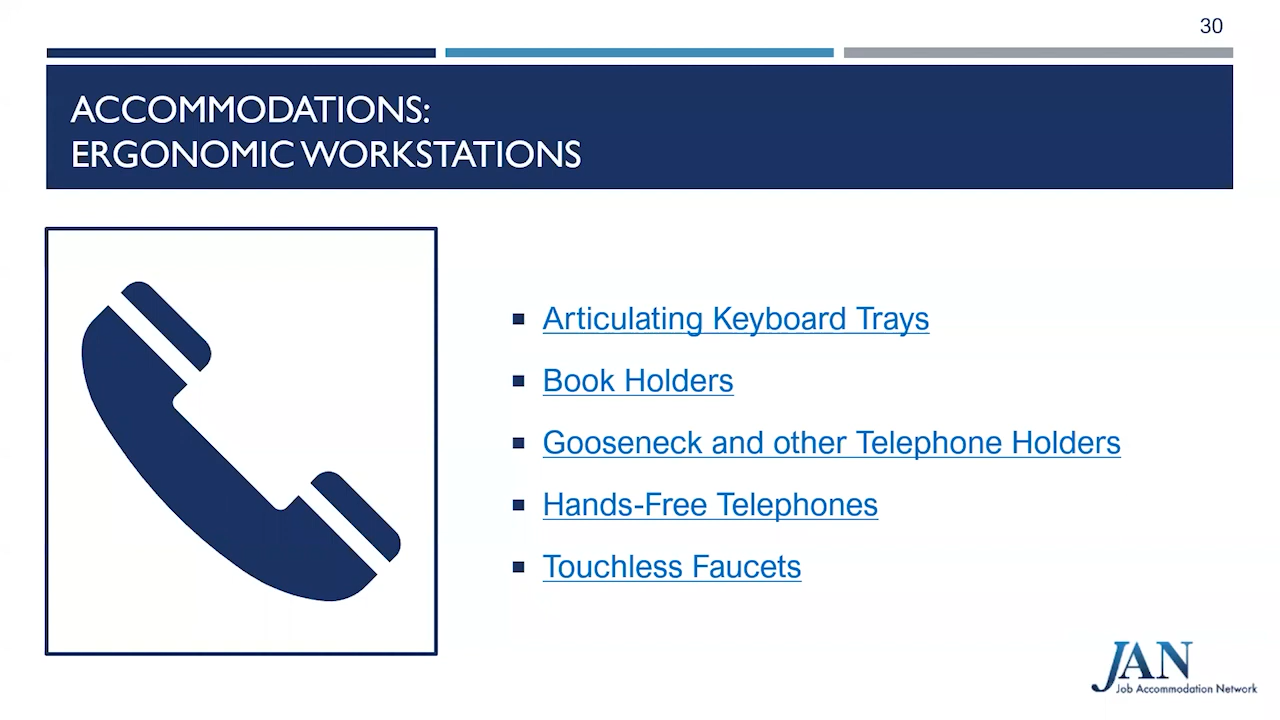 30
ACCOMMODATIONS:
ERGONOMIC WORKSTATIONS
Articulating Keyboard Trays
Book Holders
Gooseneck and other Telephone Holders
Hands-Free Telephones
Touchless Faucets
JAN
Job Accommodation Network